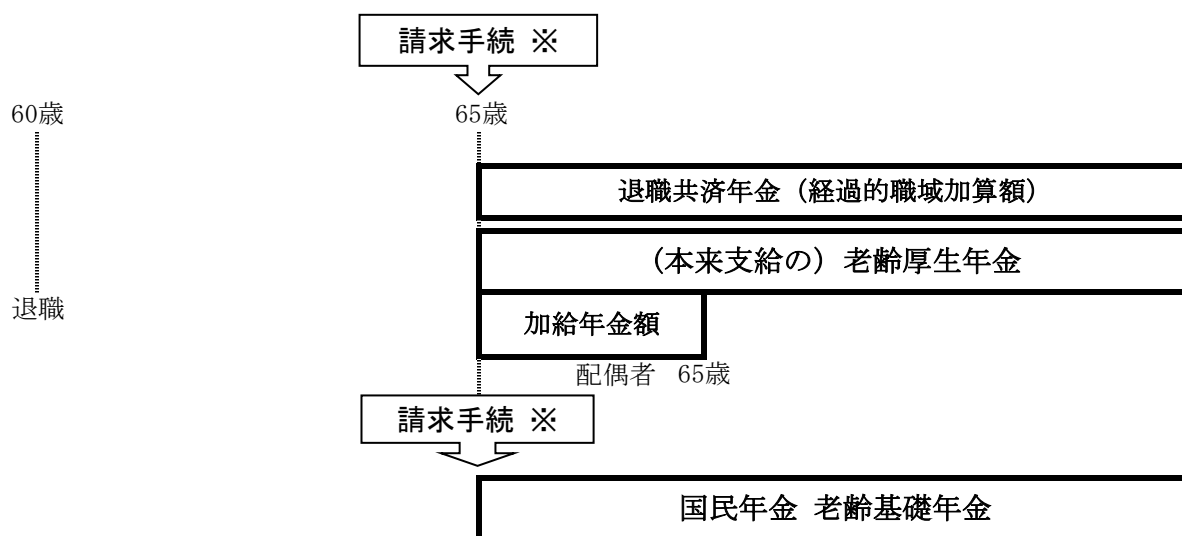 請求手続 ※
60歳
65歳
退職共済年金（経過的職域加算額）
（本来支給の）老齢厚生年金
退職
加給年金額
配偶者 65歳
請求手続 ※
国民年金 老齢基礎年金